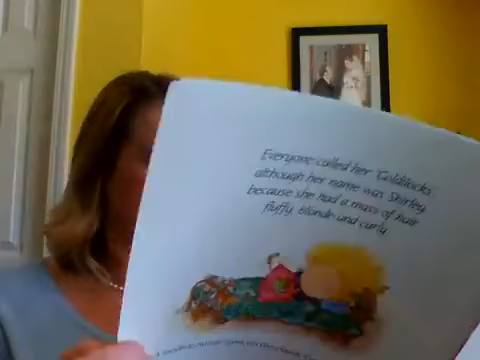 Everyone called her Goldilocks
although her name was Shirley,
because she had a mass of hair
fluffy, blonde and curly.